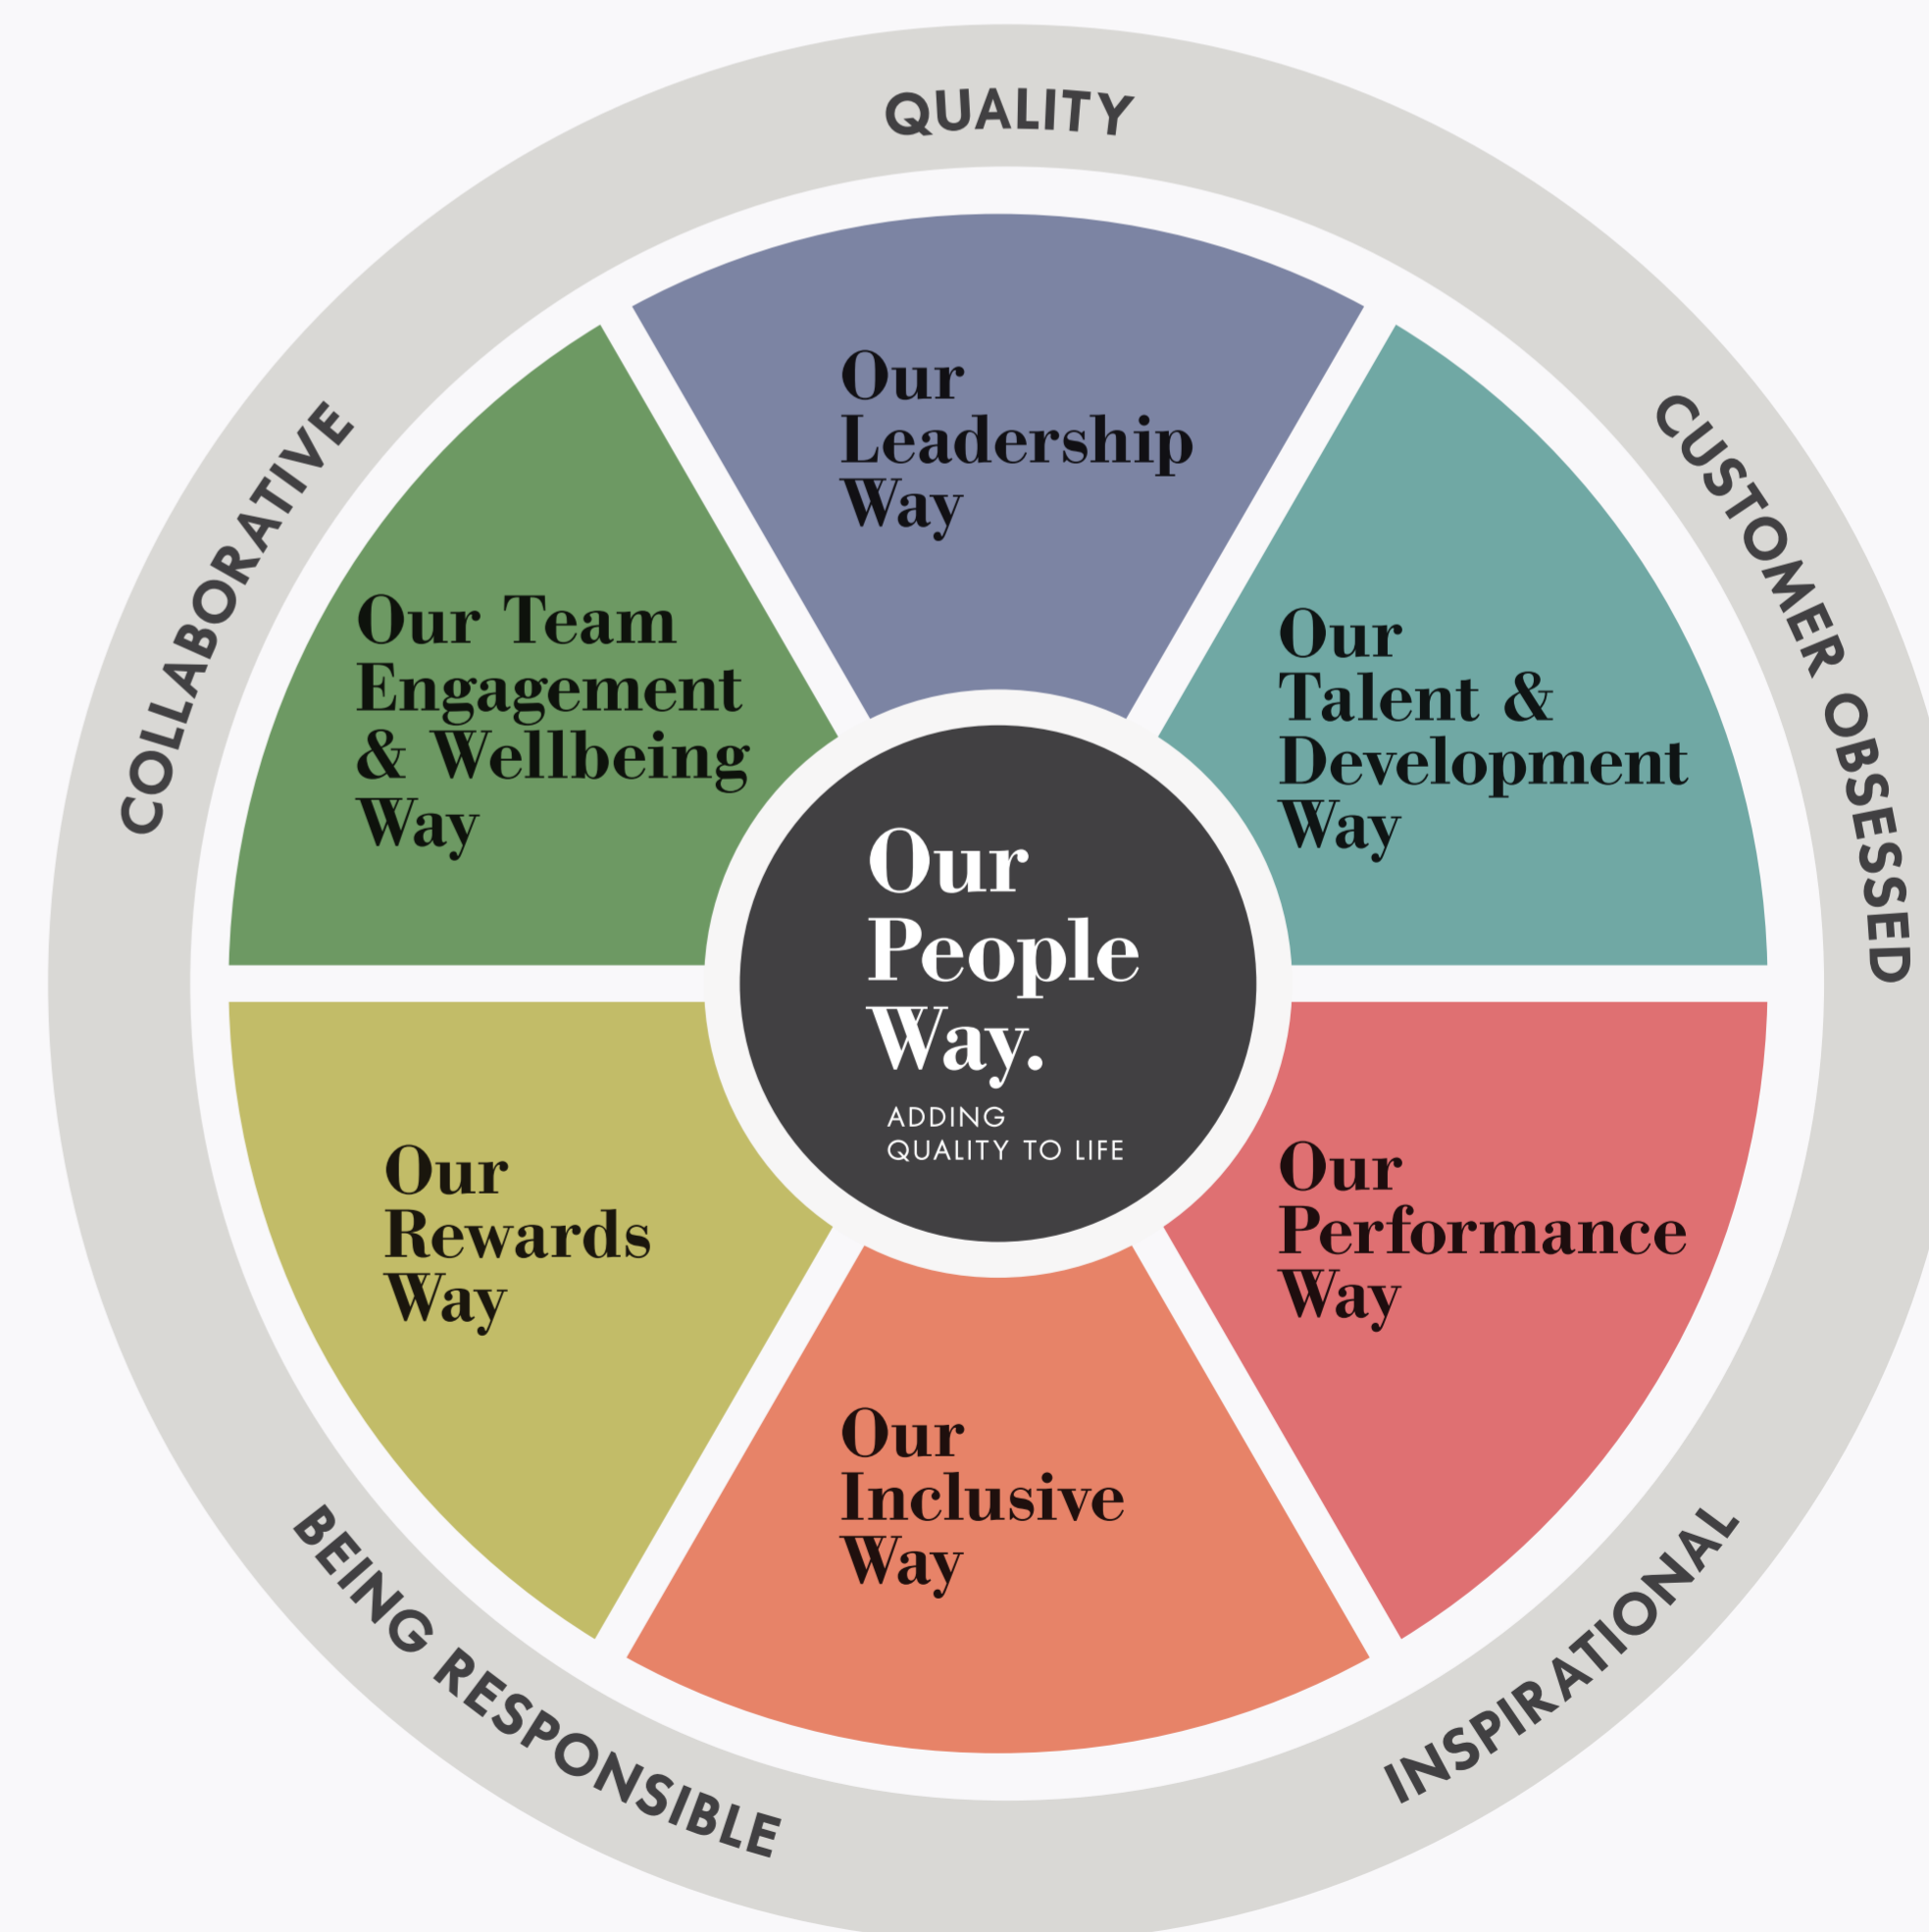 QUALITY
CUSTOMER OBSESSED
INSPIRATIONAL
BEING RESPONSIBLE
COLLABORATIVE
Our
Leadership
Way
Our
Talent &
Development
Way
Our
Performance
Way
Our
Inclusive
Way
Our
Rewards
Way
Our Team
Engagement
& Wellbeing
Way
Our
People
Way.
ADDING
QUALITY TO LIFE